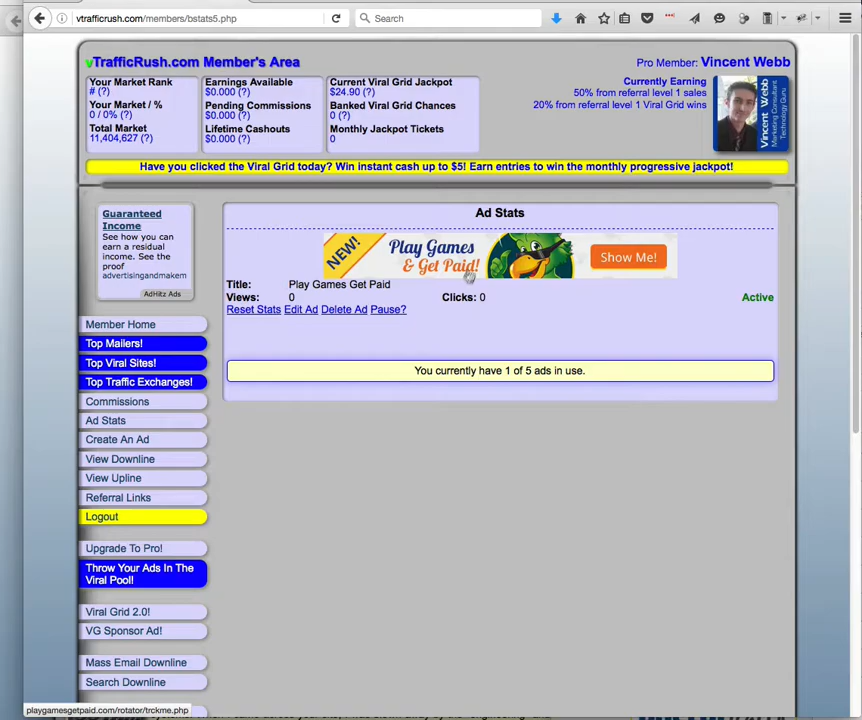 vtrafficrush.com/members/bstats5.php
Search
vTrafficRush.com Member's Area
Pro Member: Vincent Webb
Your Market Rank
# (?)
Your Market / %
0 / 0% (?)
Total Market
11,404,627 (?)
Earnings Available
$0.000 (?)
Pending Commissions
$0.000 (?)
Lifetime Cashouts
$0.000 (?)
Current Viral Grid Jackpot
$24.90 (?)
Banked Viral Grid Chances
0 (?)
Monthly Jackpot Tickets
0
Currently Earning
50% from referral level 1 sales
20% from referral level 1 Viral Grid wins
Vincent Webb
Marketing Consultant
Technology Guru
Have you clicked the Viral Grid today? Win instant cash up to $5! Earn entries to win the monthly progressive jackpot!
Guaranteed
Income
See how you can
earn a residual
income. See the
proof
advertisingandmakem
AdHitz Ads
Member Home
Top Mailers!
Top Viral Sites!
Top Traffic Exchanges!
Commissions
Ad Stats
Create An Ad
View Downline
View Upline
Referral Links
Logout
Upgrade To Pro!
Throw Your Ads In The
Viral Pool!
Viral Grid 2.0!
VG Sponsor Ad!
Mass Email Downline
Search Downline
Ad Stats
NEW!
Play Games
& Get Paid!
Show Me!
Title: Play Games Get Paid
Views: 0 Clicks: 0 Active
Reset Stats Edit Ad Delete Ad Pause?
You currently have 1 of 5 ads in use.
playgamesgetpaid.com/rotator/trckme.php